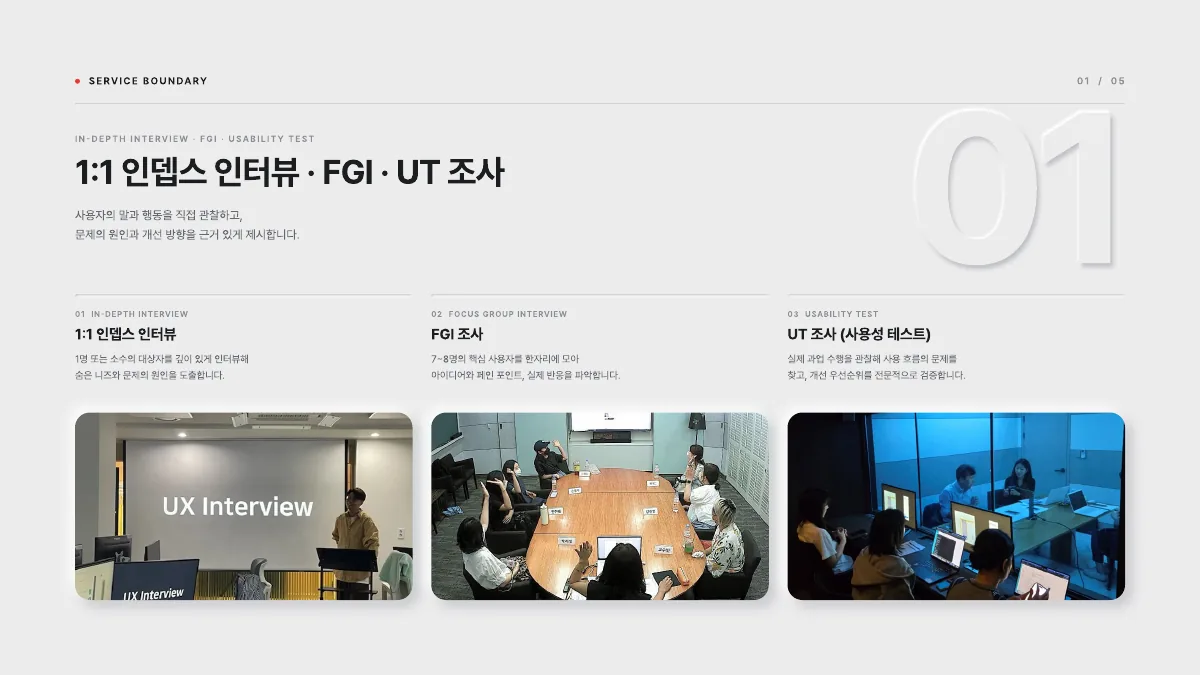 SERVICE BOUNDARY
01 / 05
IN-DEPTH INTERVIEW · FGI · USABILITY TEST
1:1 인뎁스 인터뷰 · FGI · UT 조사
01
사용자의 말과 행동을 직접 관찰하고,
문제의 원인과 개선 방향을 근거 있게 제시합니다.
01 IN-DEPTH INTERVIEW
1:1 인뎁스 인터뷰
1명 또는 소수의 대상자를 깊이 있게 인터뷰해
숨은 니즈와 문제의 원인을 도출합니다.
02 FOCUS GROUP INTERVIEW
FGI 조사
7~8명의 핵심 사용자를 한자리에 모아
아이디어와 페인 포인트, 실제 반응을 파악합니다.
03 USABILITY TEST
UT 조사 (사용성 테스트)
실제 과업 수행을 관찰해 사용 흐름의 문제를
찾고, 개선 우선순위를 전문적으로 검증합니다.
UX Interview
UX Interview